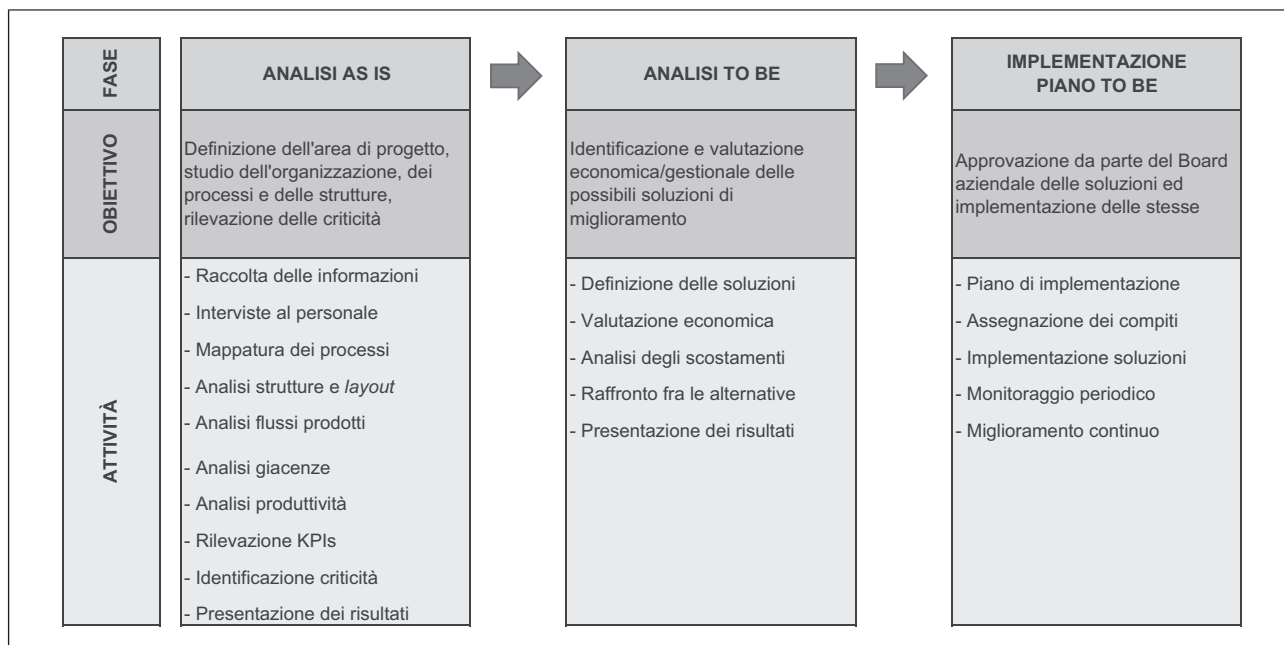 FASE
ANALISI AS IS
ANALISI TO BE
IMPLEMENTAZIONE
PIANO TO BE
OBIETTIVO
Definizione dell'area di progetto,
studio dell'organizzazione, dei
processi e delle strutture,
rilevazione delle criticità
Identificazione e valutazione
economica/gestionale delle
possibili soluzioni di
miglioramento
Approvazione da parte del Board
aziendale delle soluzioni ed
implementazione delle stesse
ATTIVITÀ
- Raccolta delle informazioni
- Interviste al personale
- Mappatura dei processi
- Analisi strutture e layout
- Analisi flussi prodotti
- Analisi giacenze
- Analisi produttività
- Rilevazione KPIs
- Identificazione criticità
- Presentazione dei risultati
- Definizione delle soluzioni
- Valutazione economica
- Analisi degli scostamenti
- Raffronto fra le alternative
- Presentazione dei risultati
- Piano di implementazione
- Assegnazione dei compiti
- Implementazione soluzioni
- Monitoraggio periodico
- Miglioramento continuo